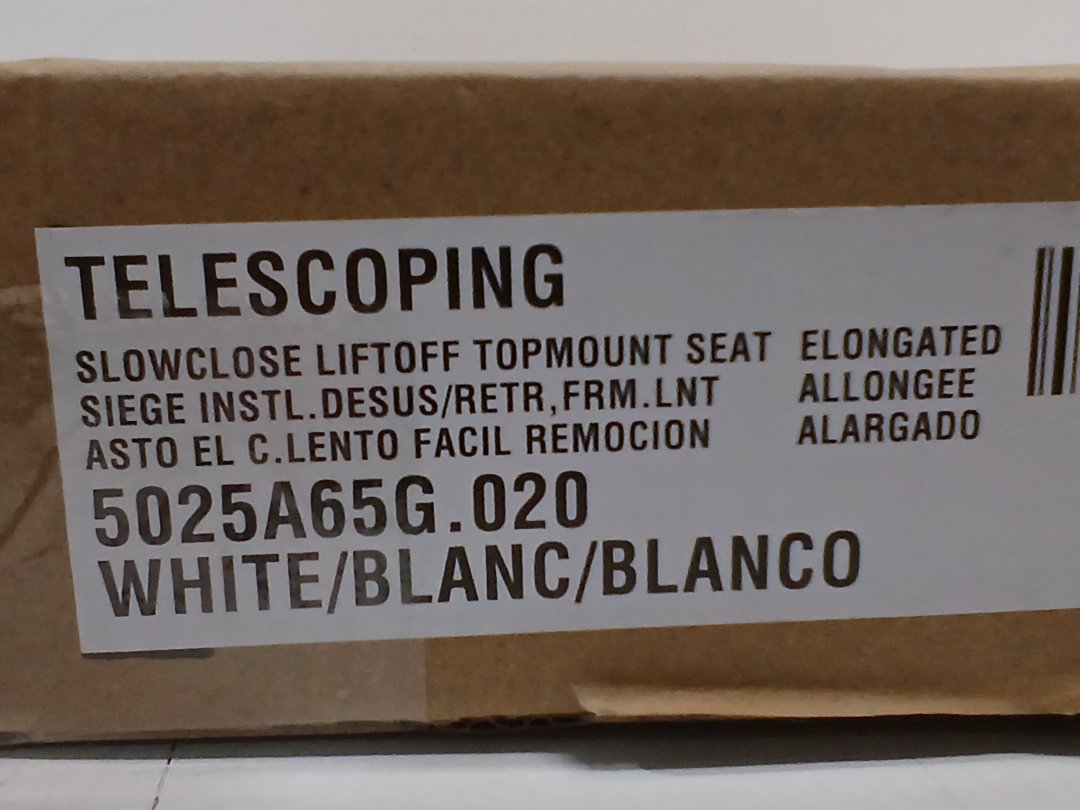 TELESCOPING
SLOWCLOSE LIFTOFF TOPMOUNT SEAT ELONGATED
SIEGE INSTL.DESUS/RETR,FRM.LNT ALLONGEE
ASTO EL C.LENTO FACIL REMOCION ALARGADO
5025A65G.020
WHITE/BLANC/BLANCO